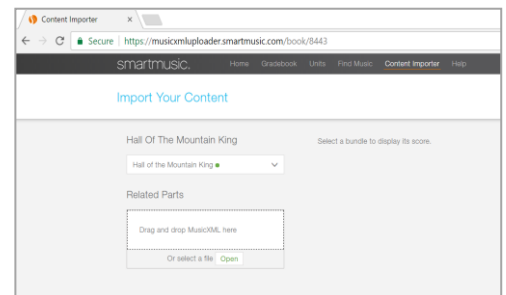 Content Importer
Secure https://musicxmluploader.smartmusic.com/book/8443
smartmusic. Home Gradebook Units Find Music Content Importer Help
Import Your Content
Hall Of The Mountain King
Select a bundle to display its score.
Hall of the Mountain King
Related Parts
Drag and drop MusicXML here
Or select a file Open